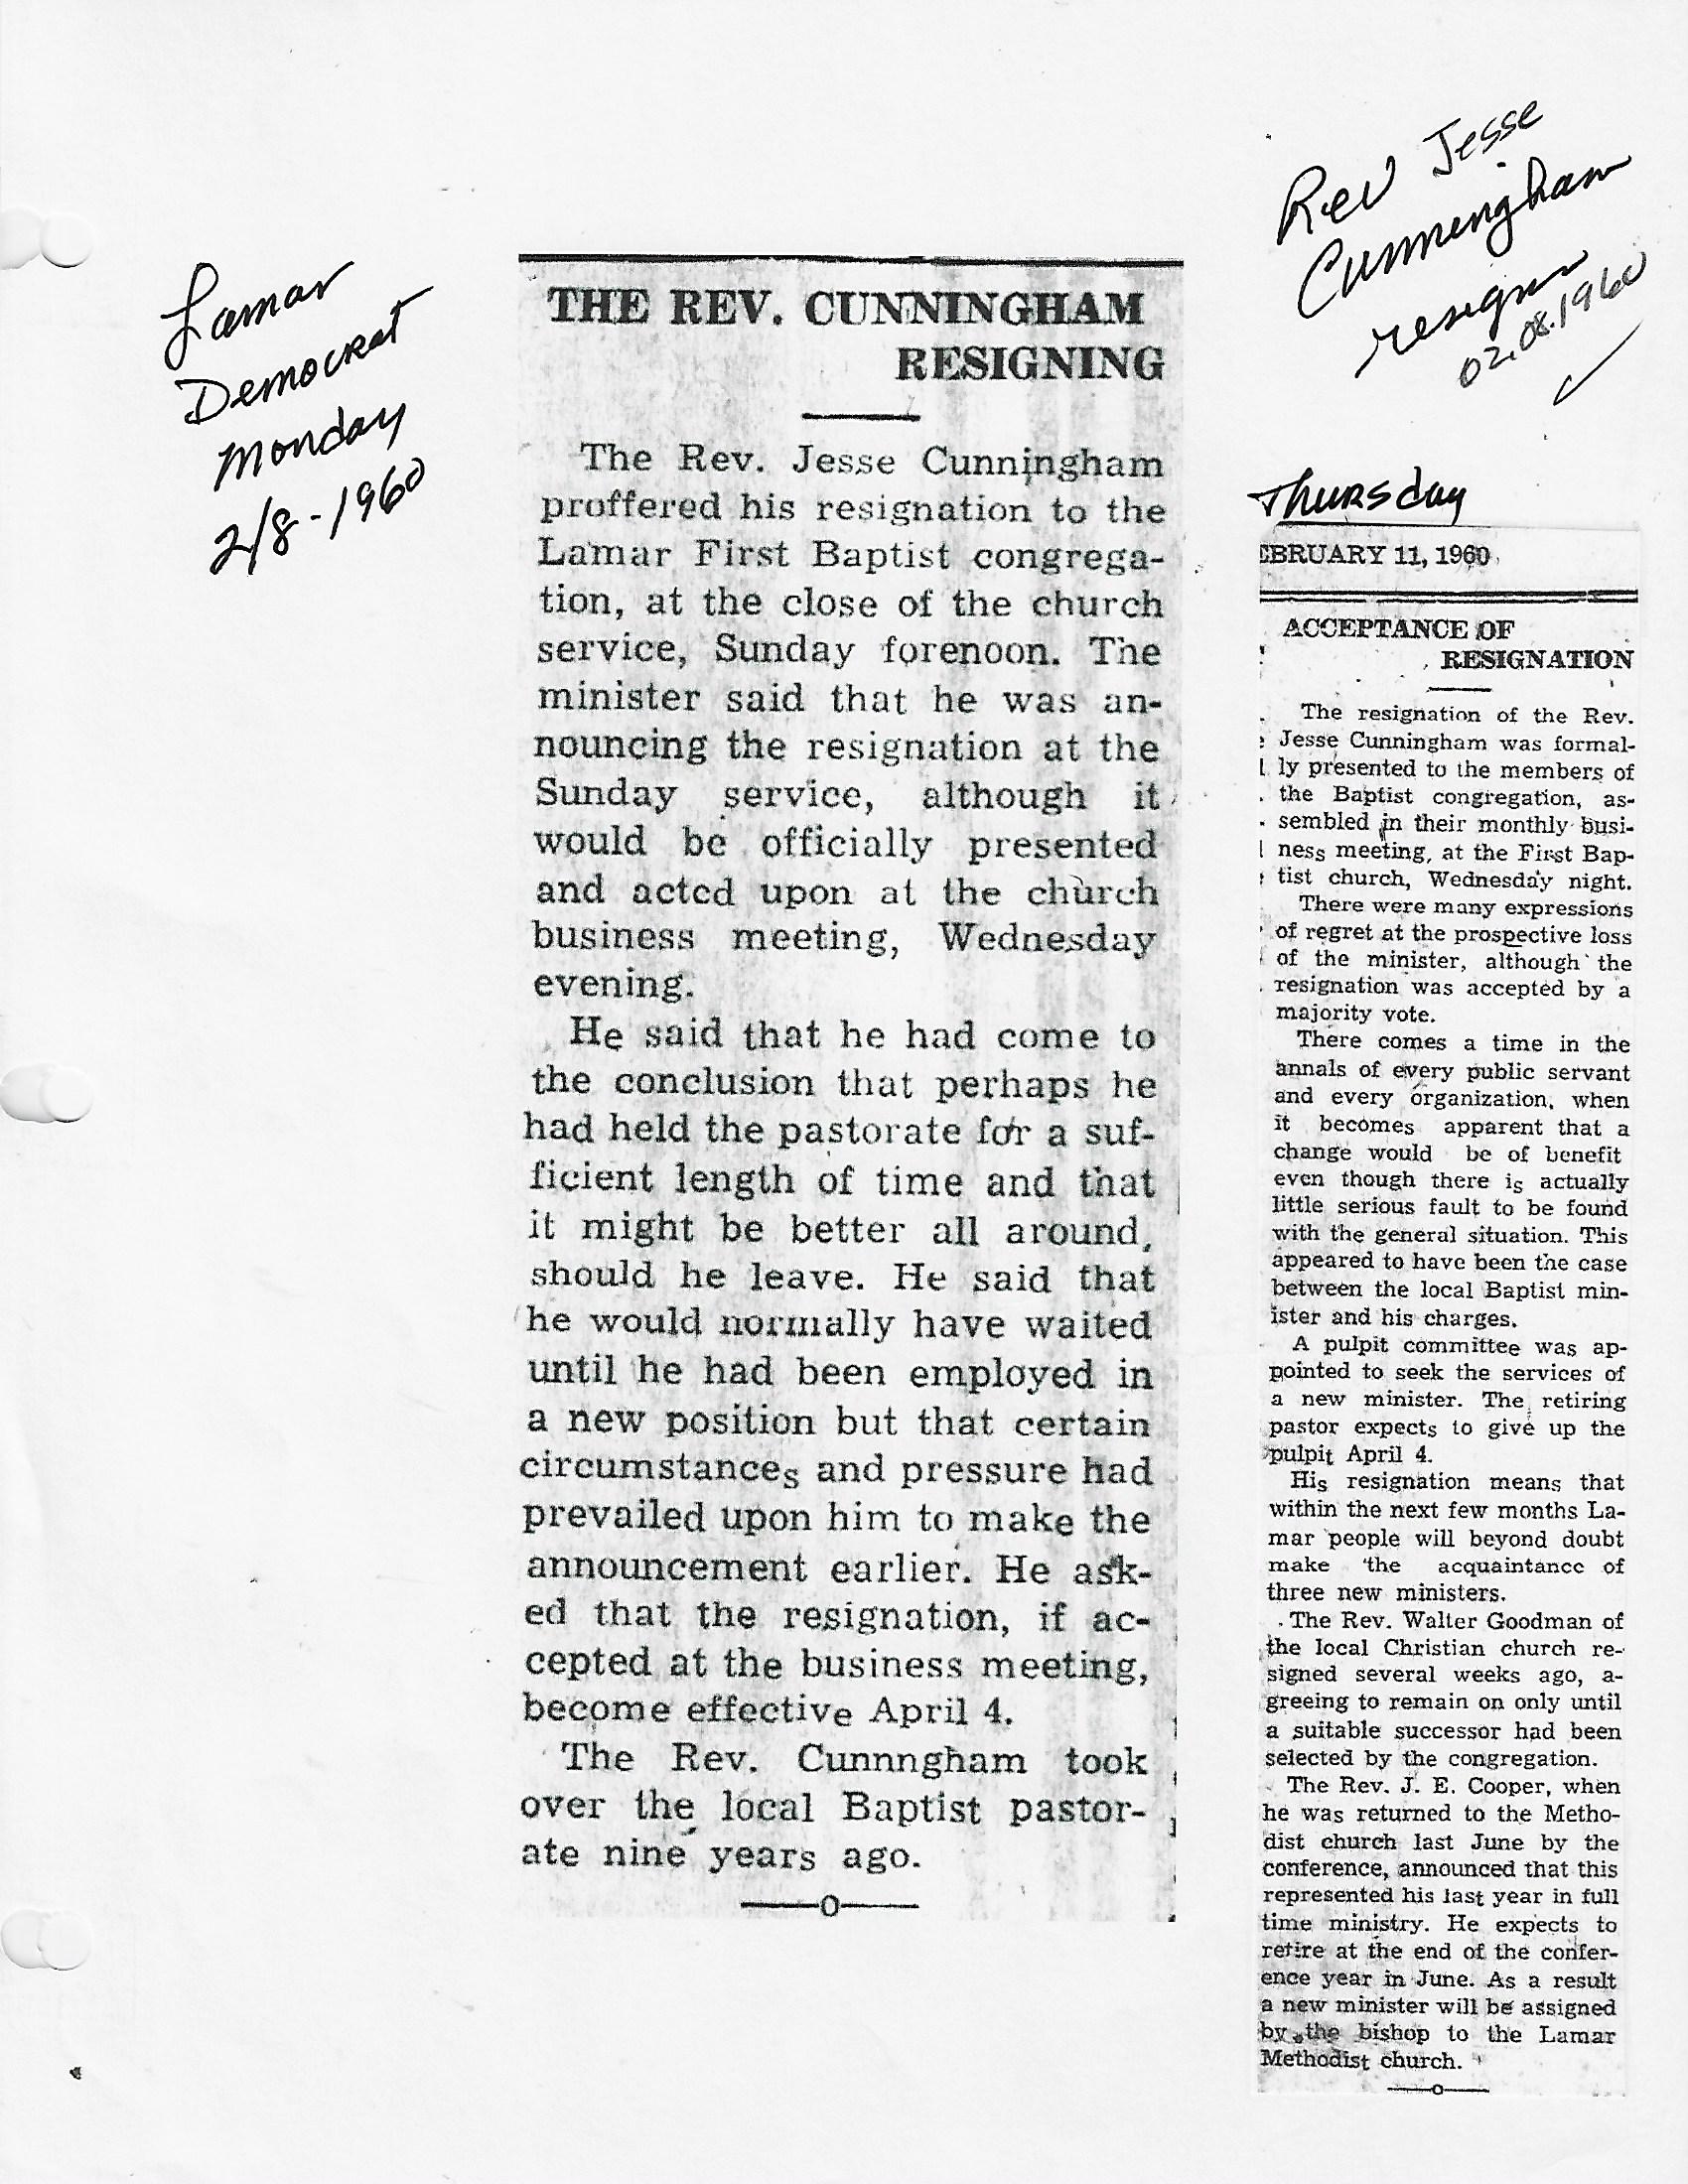 Lamar
Democrat
Monday
2/8-1960
THE REV. CUNNINGHAM
RESIGNING
The Rev. Jesse Cunningham
proffered his resignation to the
Lamar First Baptist congrega-
tion, at the close of the church
service, Sunday forenoon. The
minister said that he was an-
nouncing the resignation at the
Sunday service, although it
would be officially presented
and acted upon at the church
business meeting, Wednesday
evening.
He said that he had come to
the conclusion that perhaps he
had held the pastorate for a suf-
ficient length of time and that
it might be better all around,
should he leave. He said that
he would normally have waited
until he had been employed in
a new position but that certain
circumstances and pressure had
prevailed upon him to make the
announcement earlier. He ask-
ed that the resignation, if ac-
cepted at the business meeting,
become effective April 4.
The Rev. Cunnngham took
over the local Baptist pastor-
ate nine years ago.
Rev Jesse
Cunningham
resigns
02.08.1960
Thursday
EBRUARY 11, 1960
ACCEPTANCE OF
RESIGNATION
The resignation of the Rev.
Jesse Cunningham was formal-
ly presented to the members of
the Baptist congregation, as-
sembled in their monthly busi-
ness meeting, at the First Bap-
tist church, Wednesday night.
There were many expressions
of regret at the prospective loss
of the minister, although the
resignation was accepted by a
majority vote.
There comes a time in the
annals of every public servant
and every organization, when
it becomes apparent that a
change would be of benefit
even though there is actually
little serious fault to be found
with the general situation. This
appeared to have been the case
between the local Baptist min-
ister and his charges.
A pulpit committee was ap-
pointed to seek the services of
a new minister. The retiring
pastor expects to give up the
pulpit April 4.
His resignation means that
within the next few months La-
mar people will beyond doubt
make the acquaintance of
three new ministers.
The Rev. Walter Goodman of
the local Christian church re-
signed several weeks ago, a-
greeing to remain on only until
a suitable successor had been
selected by the congregation.
The Rev. J. E. Cooper, when
he was returned to the Metho-
dist church last June by the
conference, announced that this
represented his last year in full
time ministry. He expects to
retire at the end of the confer-
ence year in June. As a result
a new minister will be assigned
by the bishop to the Lamar
Methodist church.